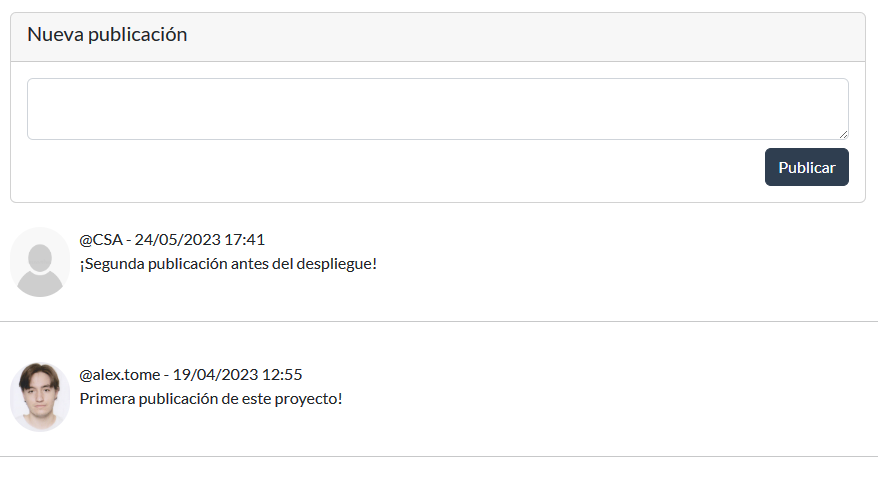 Nueva publicación
Publicar
@CSA - 24/05/2023 17:41
¡Segunda publicación antes del despliegue!
@alex.tome - 19/04/2023 12:55
Primera publicación de este proyecto!